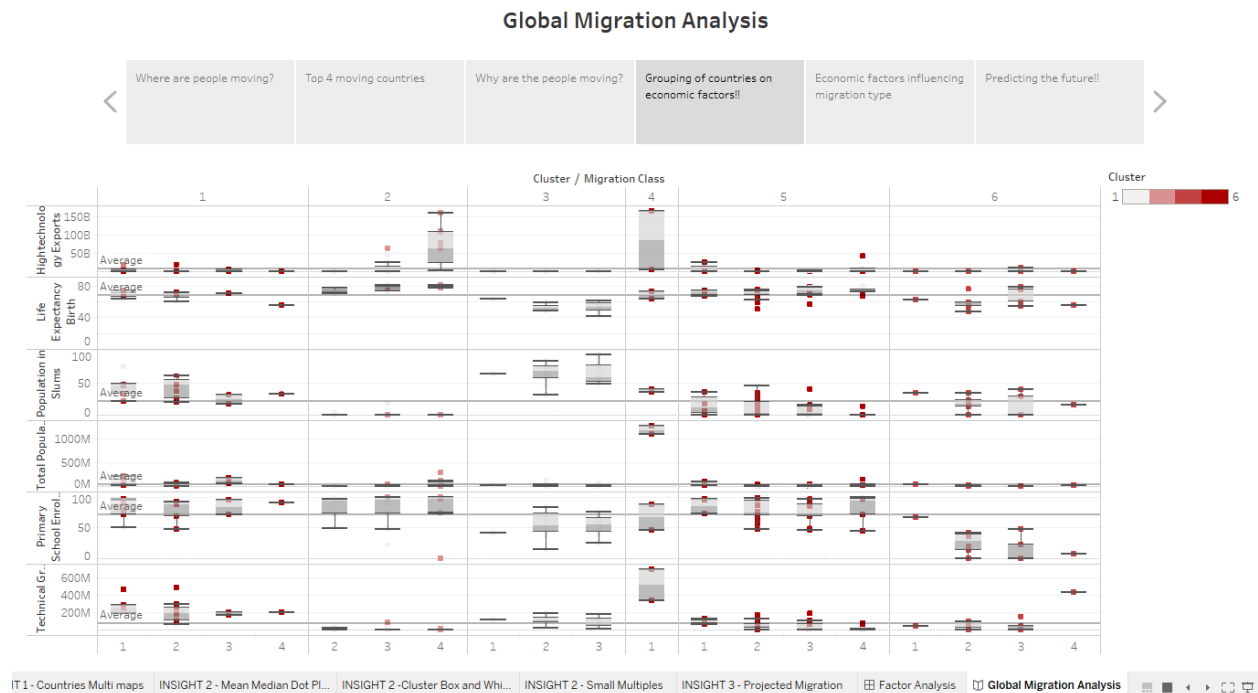 Global Migration Analysis
Where are people moving?
Top 4 moving countries
Why are the people moving?
Grouping of countries on
economic factors!!
Economic factors influencing
migration type
Predicting the future!!
Cluster / Migration Class
Cluster
1 6
1 2 3 4 5 6
Hightechnolo
gy Exports
150B
100B
50B
Average
Life
Expectancy
Birth
80
40
0
Average
Population in
Slums
100
50
0
Average
Total Popula..
1000M
500M
0M
Average
Primary
School Enrol..
100
50
0
Average
Technical Gr..
600M
400M
200M
Average
1 2 3 4 2 3 4 1 2 3 1 1 2 3 4 1 2 3 4
IT 1 - Countries Multi maps
INSIGHT 2 - Mean Median Dot Pl...
INSIGHT 2 -Cluster Box and Whi...
INSIGHT 2 - Small Multiples
INSIGHT 3 - Projected Migration
Factor Analysis
Global Migration Analysis